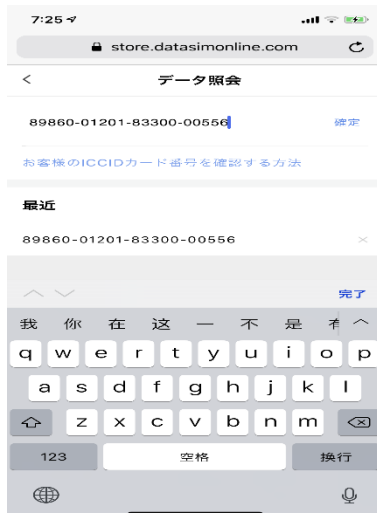 7:25
store.datasimonline.com
データ照会
89860-01201-83300-00556 確定
お客様のICCIDカード番号を確認する方法
最近
89860-01201-83300-00556
完了
我 你 在 这 一 不 是 有
q w e r t y u i o p
a s d f g h j k l
z x c v b n m
123 空格 换行